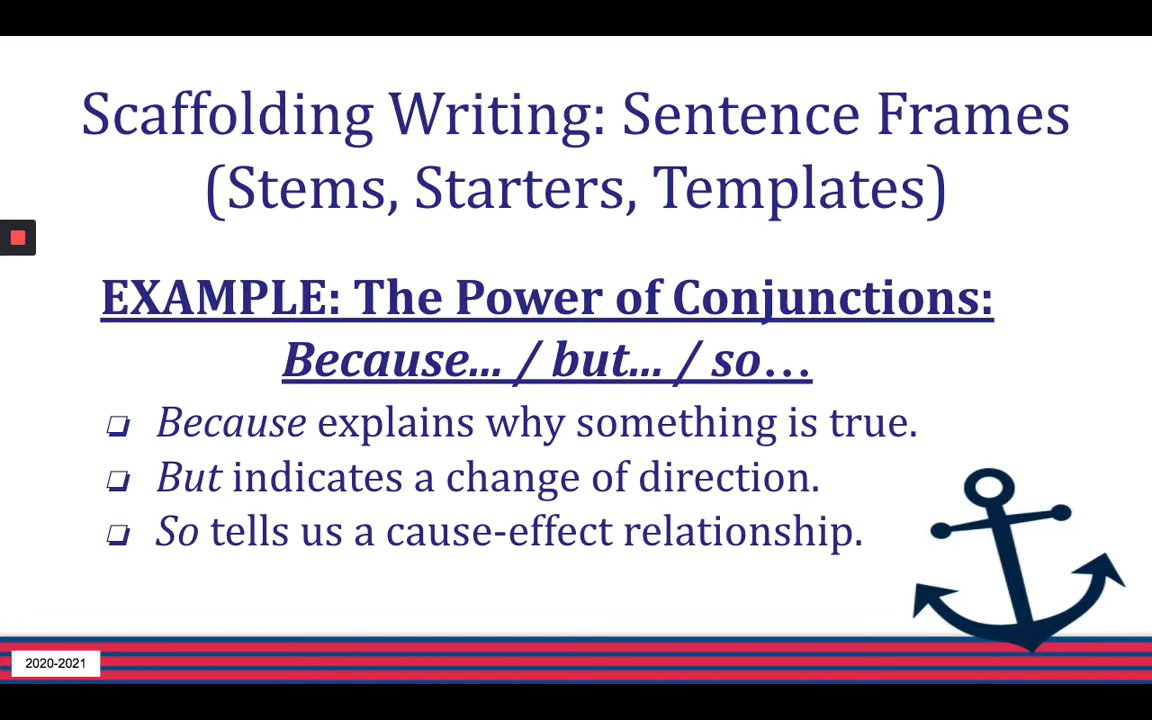 Scaffolding Writing: Sentence Frames
(Stems, Starters, Templates)
EXAMPLE: The Power of Conjunctions:
Because... / but... / so...
Because explains why something is true.
But indicates a change of direction.
So tells us a cause-effect relationship.
2020-2021